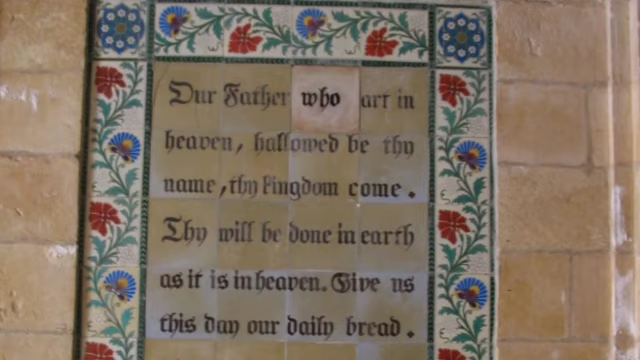 Our Father who art in
heaven, hallowed be thy
name, thy kingdom come.
Thy will be done in earth
as it is in heaven. Give us
this day our daily bread.